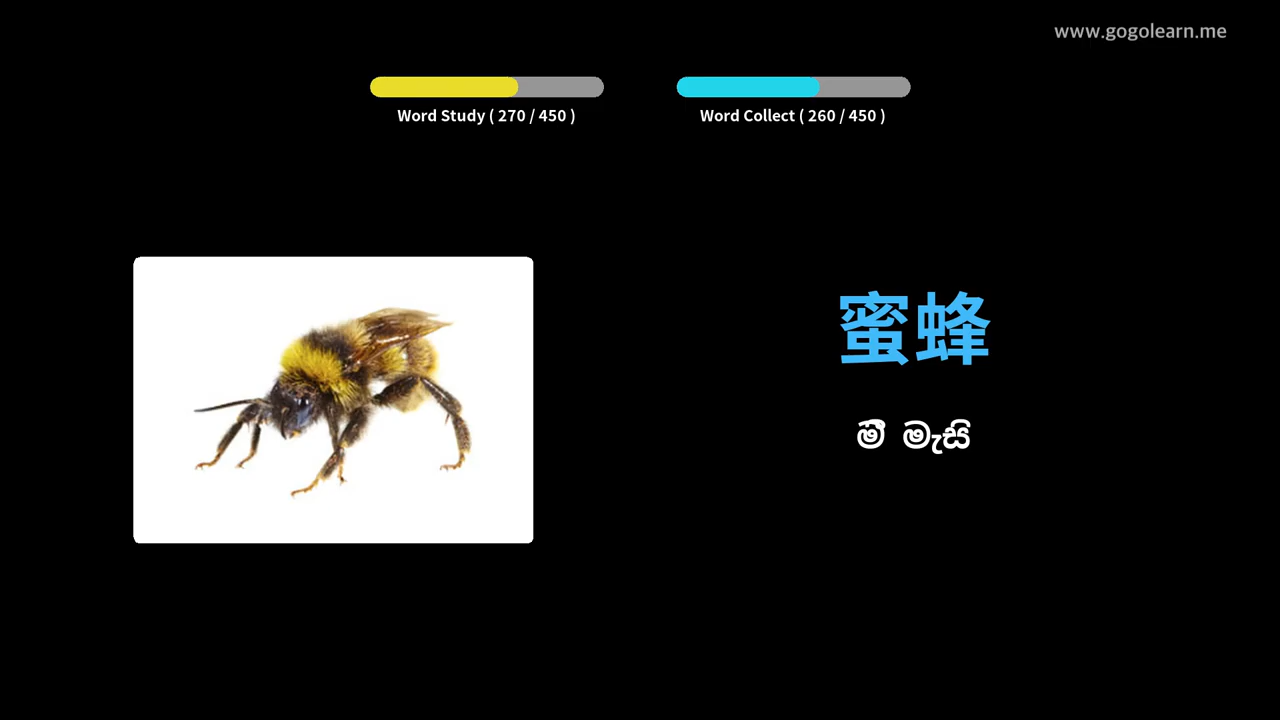 www.gogolearn.me
Word Study ( 270 / 450 )
Word Collect ( 260 / 450 )
蜜蜂
මී මැසි